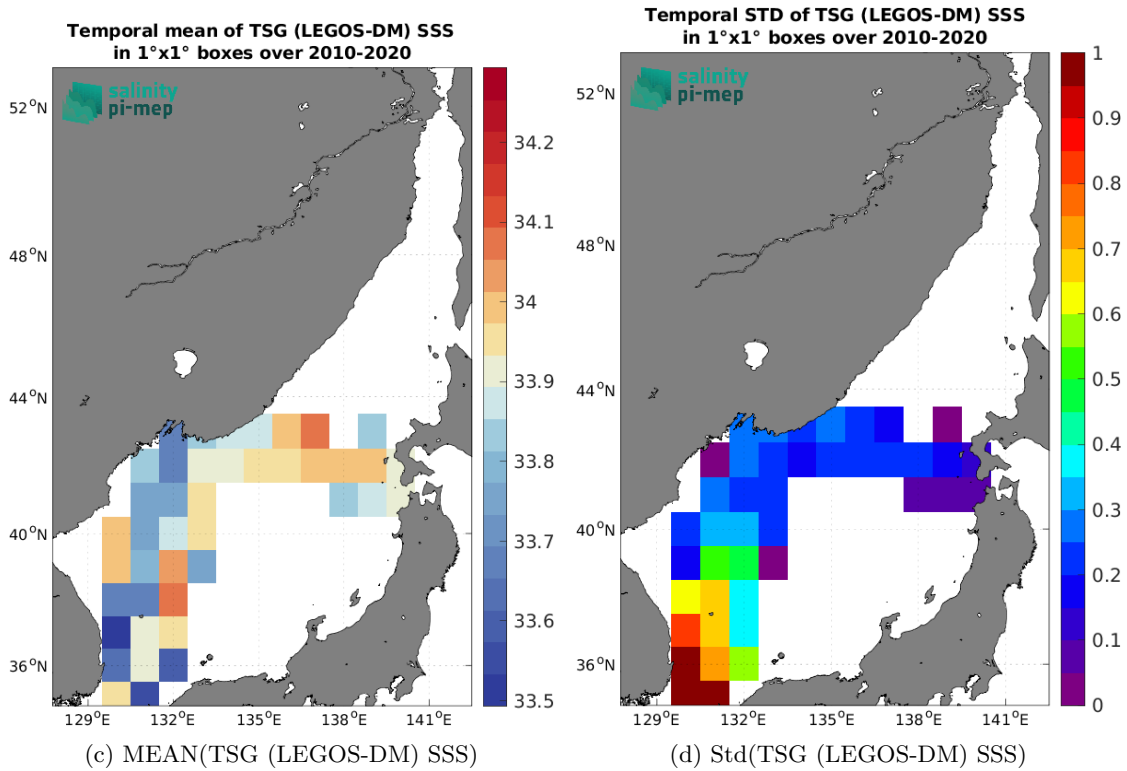 Temporal mean of TSG (LEGOS-DM) SSS
in 1°x1° boxes over 2010-2020
salinity
pi-mep
52°N
48°N
44°N
40°N
36°N
129°E 132°E 135°E 138°E 141°E
34.2
34.1
34
33.9
33.8
33.7
33.6
33.5
(c) MEAN(TSG (LEGOS-DM) SSS)
Temporal STD of TSG (LEGOS-DM) SSS
in 1°x1° boxes over 2010-2020
salinity
pi-mep
52°N
48°N
44°N
40°N
36°N
129°E 132°E 135°E 138°E 141°E
1
0.9
0.8
0.7
0.6
0.5
0.4
0.3
0.2
0.1
0
(d) Std(TSG (LEGOS-DM) SSS)